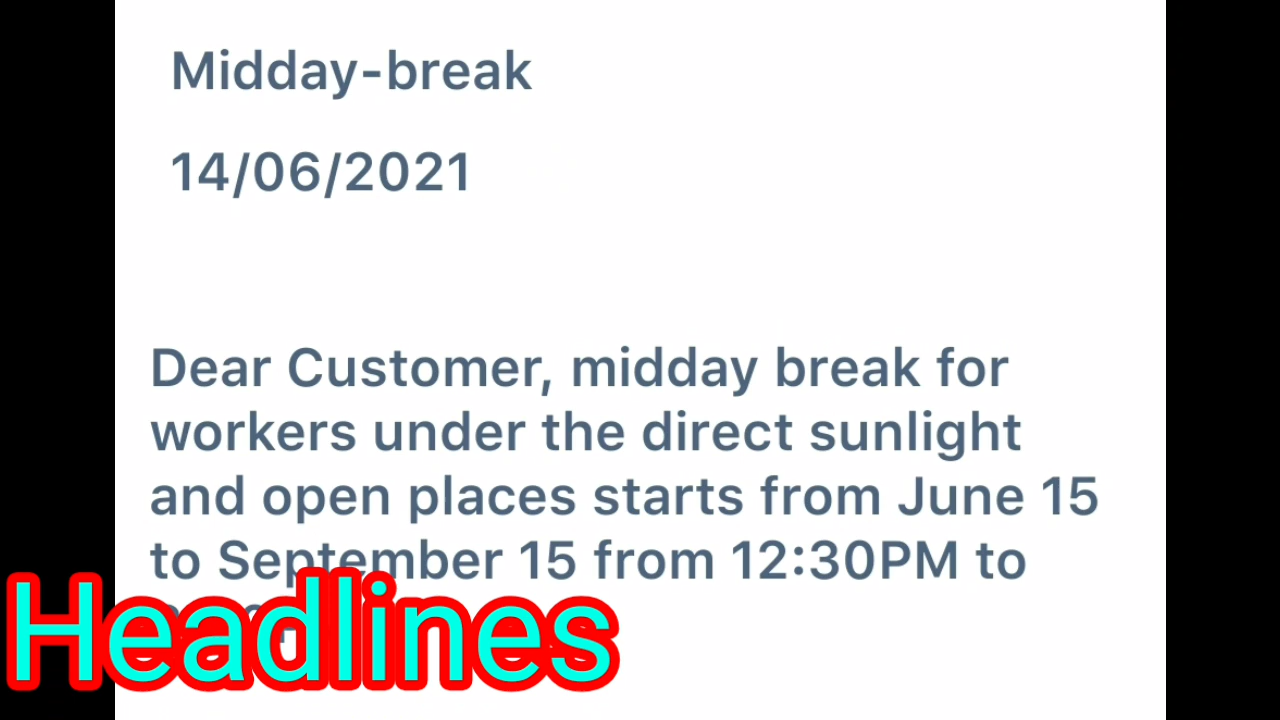 Midday-break
14/06/2021
Dear Customer, midday break for
workers under the direct sunlight
and open places starts from June 15
to September 15 from 12:30PM to
Headlines